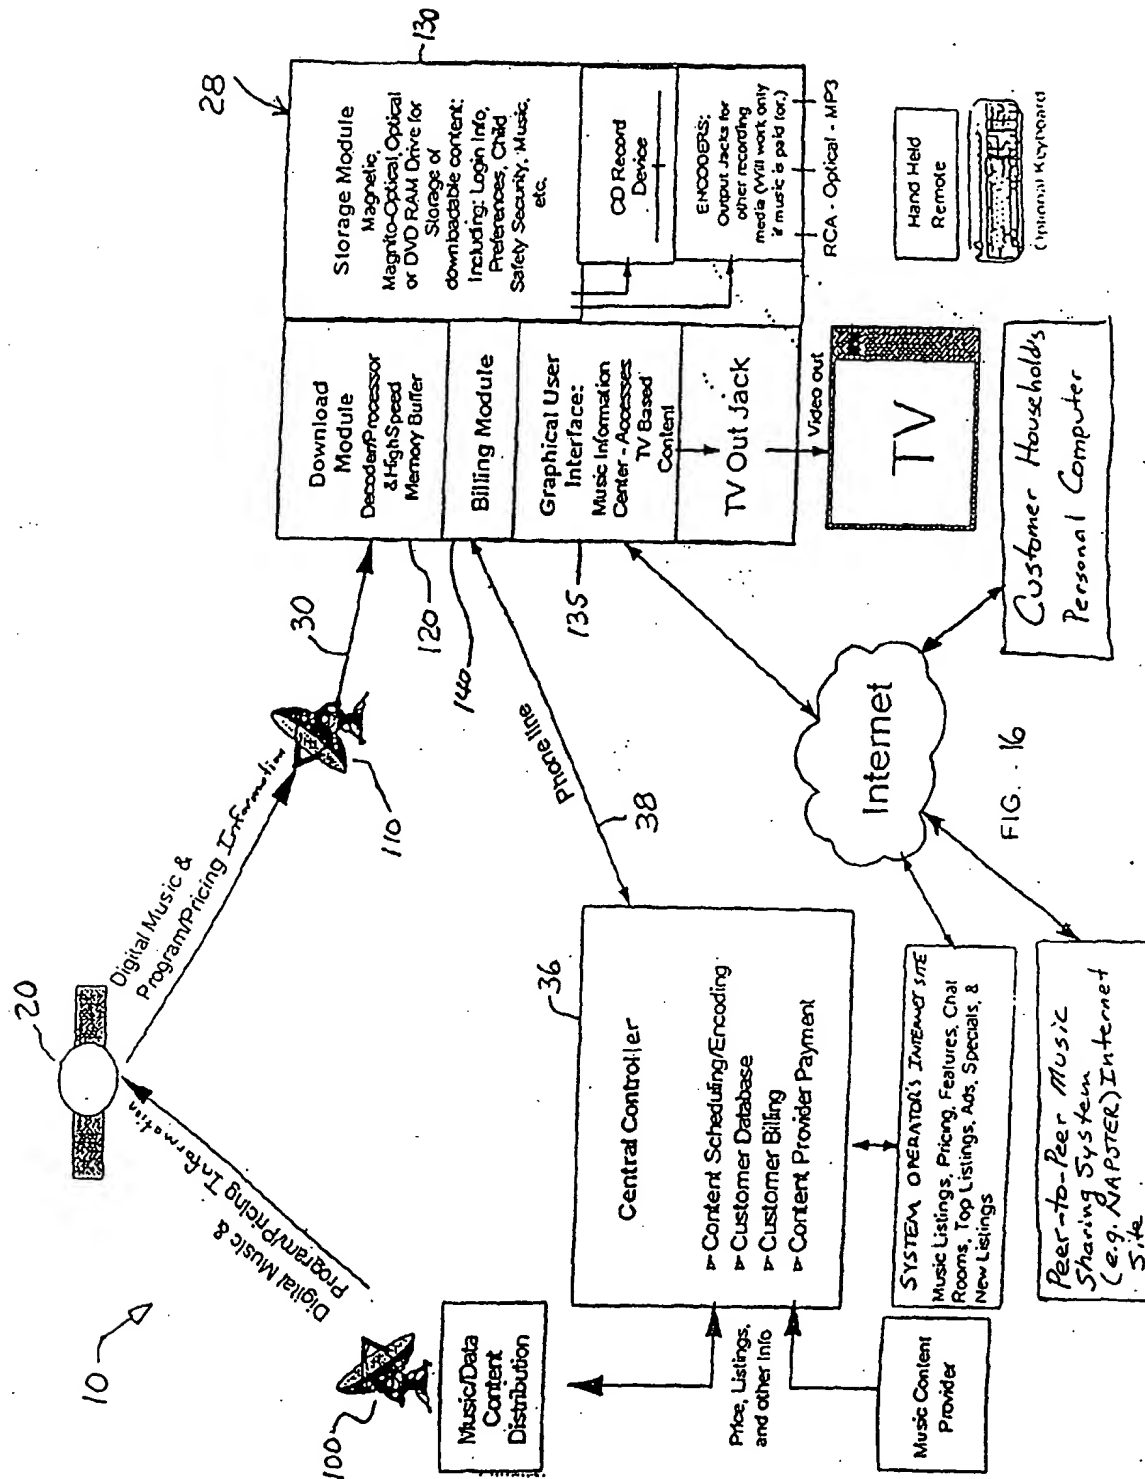 10
20
Digital Music &
Program/Pricing Information
Digital Music &
Program/Pricing Information
100
110
30
Music/Data
Content
Distribution
Price, Listings,
and other Info
Music Content
Provider
36
Central Controller
Content Scheduling/Encoding
Customer Database
Customer Billing
Content Provider Payment
Phone line
38
SYSTEM OPERATOR'S INTERNET SITE
Music Listings, Pricing, Features, Chat
Rooms, Top Listings, Ads, Specials, &
New Listings
Peer-to-Peer Music
Sharing System
(e.g. NAPSTER) Internet
Site
Internet
Customer Household's
Personal Computer
28
130
120
140
135
Download
Module
Decoder/Processor
& High Speed
Memory Buffer
Billing Module
Graphical User
Interface:
Music Information
Center - Accesses
TV Based
Content
TV Out Jack
Video out
TV
Storage Module
Magnetic,
Magnito-Optical, Optical
or DVD RAM Drive for
Storage of
downloadable content:
Including: Login Info,
Preferences, Child
Safety Security, Music,
etc.
CD Record
Device
ENCODERS:
Output Jacks for
other recording
media (Will work only
if music is paid for.)
RCA - Optical - MP3
Hand Held
Remote
Optional Keyboard
FIG. 16